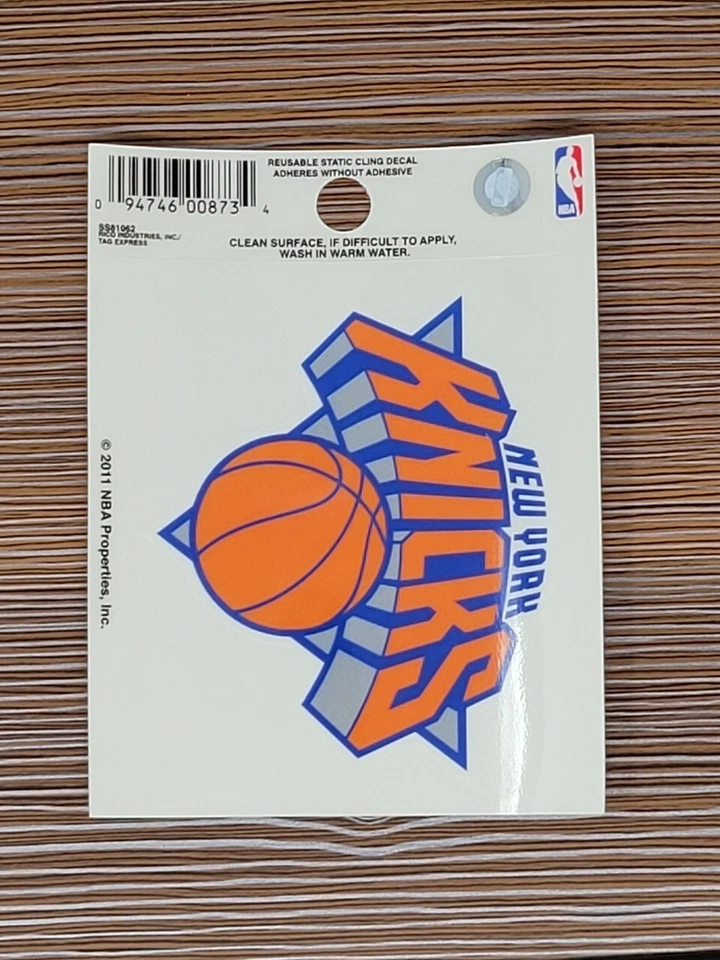 REUSABLE STATIC CLING DECAL
ADHERES WITHOUT ADHESIVE
0 94746 00873 4
SS81062
RICO INDUSTRIES, INC./
TAG EXPRESS
CLEAN SURFACE, IF DIFFICULT TO APPLY,
WASH IN WARM WATER.
NBA
NEW YORK
KNICKS
© 2011 NBA Properties, Inc.